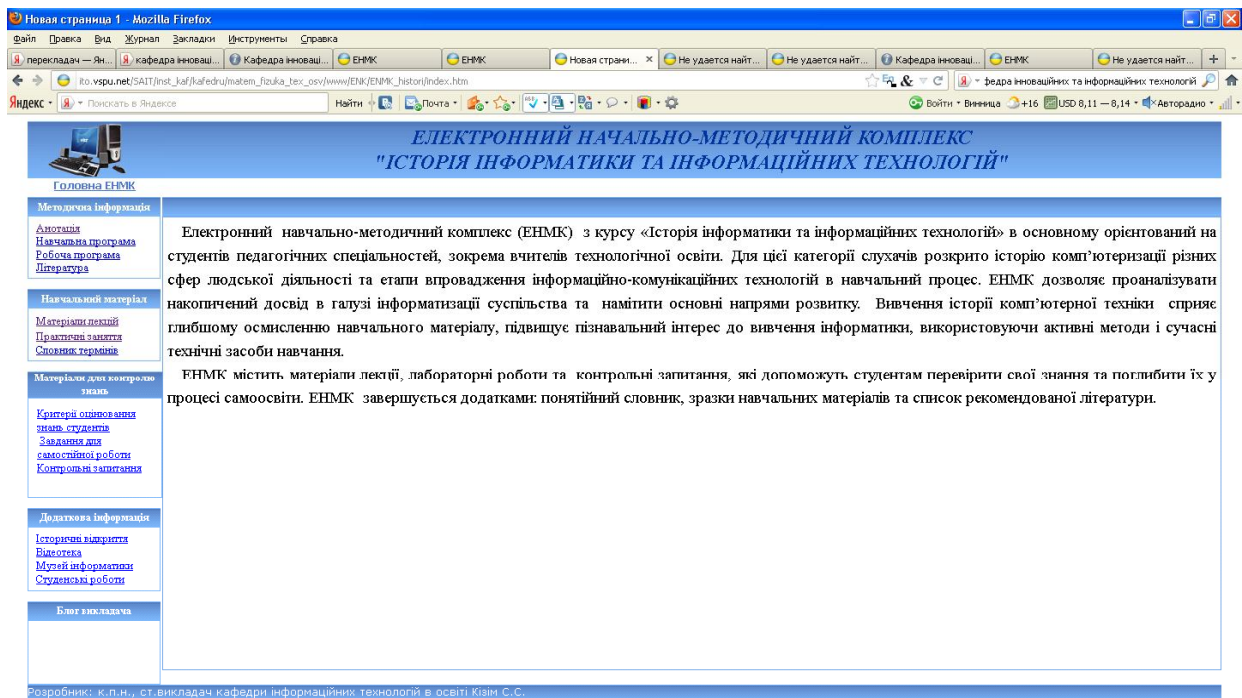 Новая страница 1 - Mozilla Firefox
Файл Правка Вид Журнал Закладки Инструменты Справка
перекладач — Ян... кафедра інноваці... Кафедра інноваці... ЕНМК ЕНМК Новая страни... Не удается найт... Не удается найт... Кафедра інноваці... ЕНМК Не удается найт...
ito.vspu.net/SAIT/inst_kaf/kafedru/matem_fizuka_tex_osv/www/ENK/ENMK_histori/index.htm федра інноваційних та інформаційних технологій
Яндекс Поискать в Яндексе Найти Почта Войти Винница +16 USD 8,11 — 8,14 Авторадио
ЕЛЕКТРОННИЙ НАЧАЛЬНО-МЕТОДИЧНИЙ КОМПЛЕКС
"ІСТОРІЯ ІНФОРМАТИКИ ТА ІНФОРМАЦІЙНИХ ТЕХНОЛОГІЙ"
Головна ЕНМК
Методична інформація
Анотація
Навчальна програма
Робоча програма
Література
Навчальний матеріал
Матеріали лекцій
Практичні заняття
Словник термінів
Матеріали для контролю
знань
Критерії оцінювання
знань студентів
Завдання для
самостійної роботи
Контрольні запитання
Додаткова інформація
Історичні відкриття
Відеотека
Музей інформатики
Студенські роботи
Блог викладача
Електронний навчально-методичний комплекс (ЕНМК) з курсу «Історія інформатики та інформаційних технологій» в основному орієнтований на
студентів педагогічних спеціальностей, зокрема вчителів технологічної освіти. Для цієї категорії слухачів розкрито історію комп’ютеризації різних
сфер людської діяльності та етапи впровадження інформаційно-комунікаційних технологій в навчальний процес. ЕНМК дозволяє проаналізувати
накопичений досвід в галузі інформатизації суспільства та намітити основні напрями розвитку. Вивчення історії комп’ютерної техніки сприяє
глибшому осмисленню навчального матеріалу, підвищує пізнавальний інтерес до вивчення інформатики, використовуючи активні методи і сучасні
технічні засоби навчання.
ЕНМК містить матеріали лекції, лабораторні роботи та контрольні запитання, які допоможуть студентам перевірити свої знання та поглибити їх у
процесі самоосвіти. ЕНМК завершується додатками: понятійний словник, зразки навчальних матеріалів та список рекомендованої літератури.
Розробник: к.п.н., ст.викладач кафедри інформаційних технологій в освіті Кізім С.С.